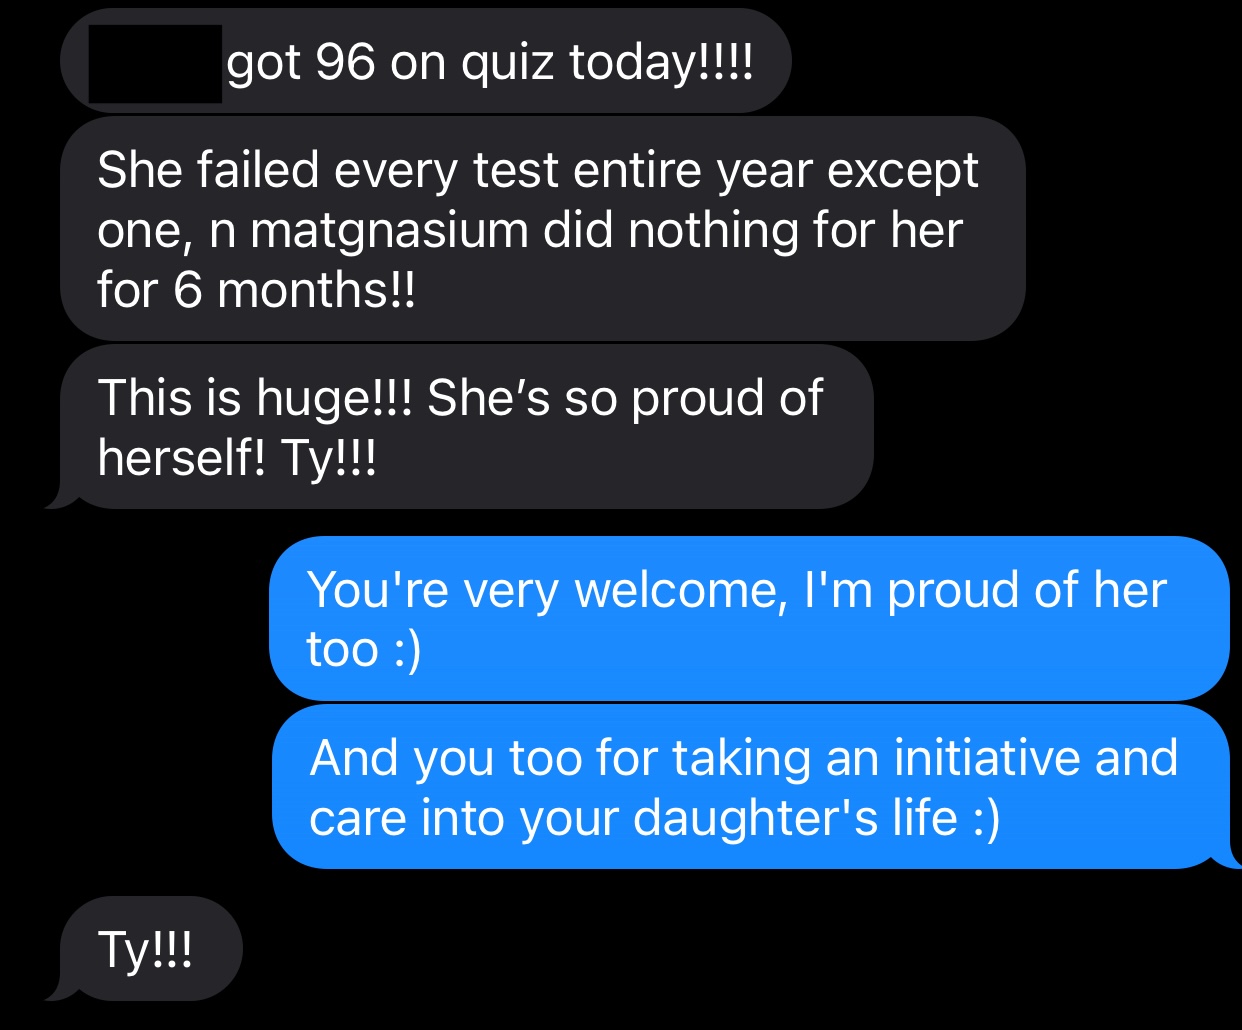 got 96 on quiz today!!!!
She failed every test entire year except
one, n matgnasium did nothing for her
for 6 months!!
This is huge!!! She’s so proud of
herself! Ty!!!
You're very welcome, I'm proud of her
too :)
And you too for taking an initiative and
care into your daughter's life :)
Ty!!!